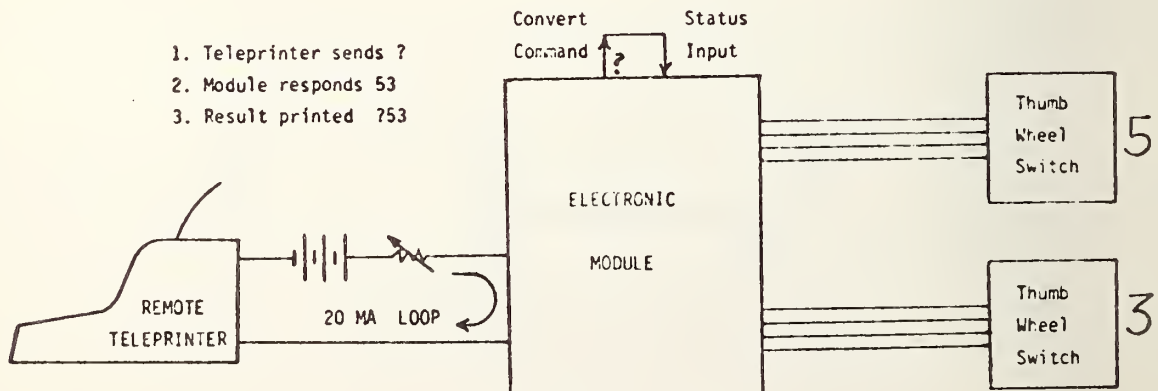 1. Teleprinter sends ?
2. Module responds 53
3. Result printed ?53
Convert
Command
Status
Input
?
ELECTRONIC
MODULE
REMOTE
TELEPRINTER
20 MA LOOP
Thumb
Wheel
Switch
5
Thumb
Wheel
Switch
3